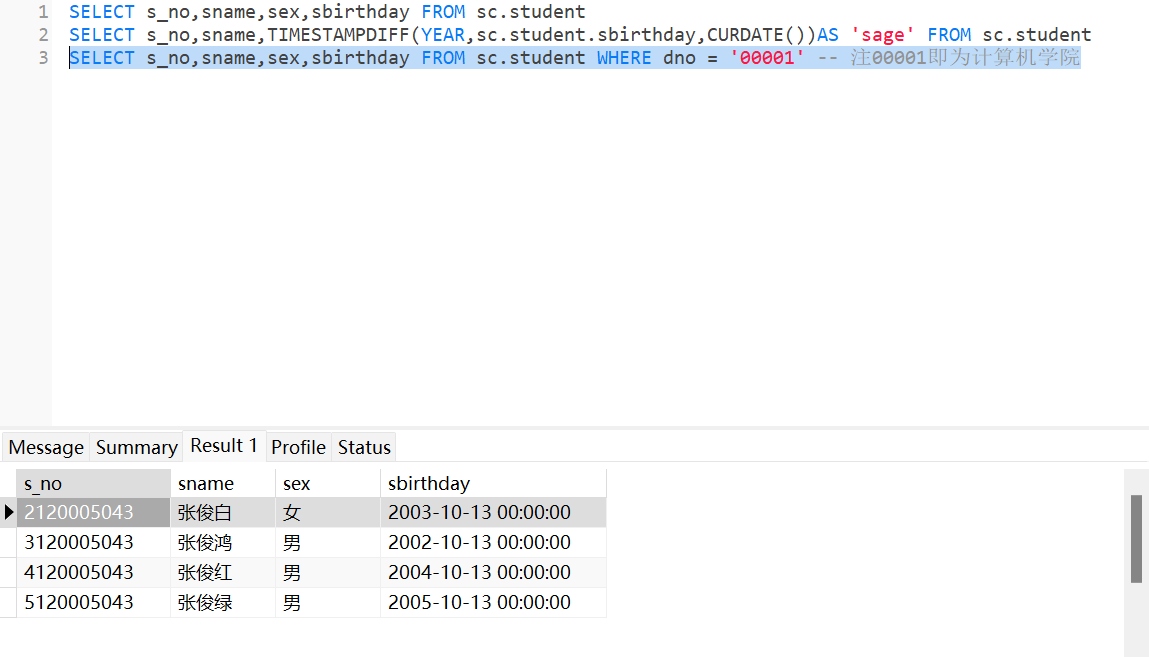 1 SELECT s_no,sname,sex,sbirthday FROM sc.student
2 SELECT s_no,sname,TIMESTAMPDIFF(YEAR,sc.student.sbirthday,CURDATE())AS 'sage' FROM sc.student
3 SELECT s_no,sname,sex,sbirthday FROM sc.student WHERE dno = '00001' -- 注00001即为计算机学院
Message Summary Result 1 Profile Status
s_no sname sex sbirthday
2120005043 张俊白 女 2003-10-13 00:00:00
3120005043 张俊鸿 男 2002-10-13 00:00:00
4120005043 张俊红 男 2004-10-13 00:00:00
5120005043 张俊绿 男 2005-10-13 00:00:00